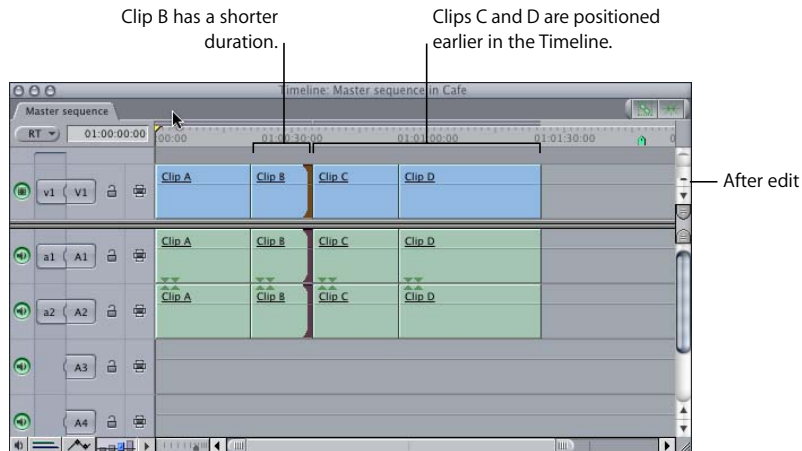 Clip B has a shorter
duration.
Clips C and D are positioned
earlier in the Timeline.
Timeline: Master sequence in Cafe
Master sequence
RT 01:00:00:00 00:00 01:00:30:00 01:01:00:00 01:01:30:00 0
v1 V1 Clip A Clip B Clip C Clip D
After edit
a1 A1 Clip A Clip B Clip C Clip D
a2 A2 Clip A Clip B Clip C Clip D
A3
A4